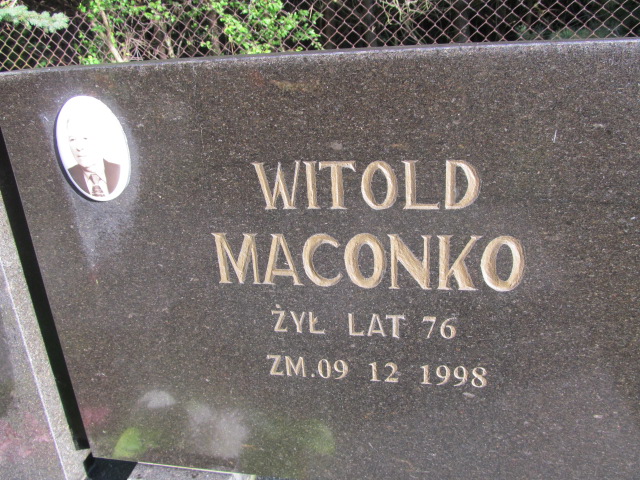 WITOLD
MACONKO
ŻYŁ LAT 76
ZM.09 12 1998